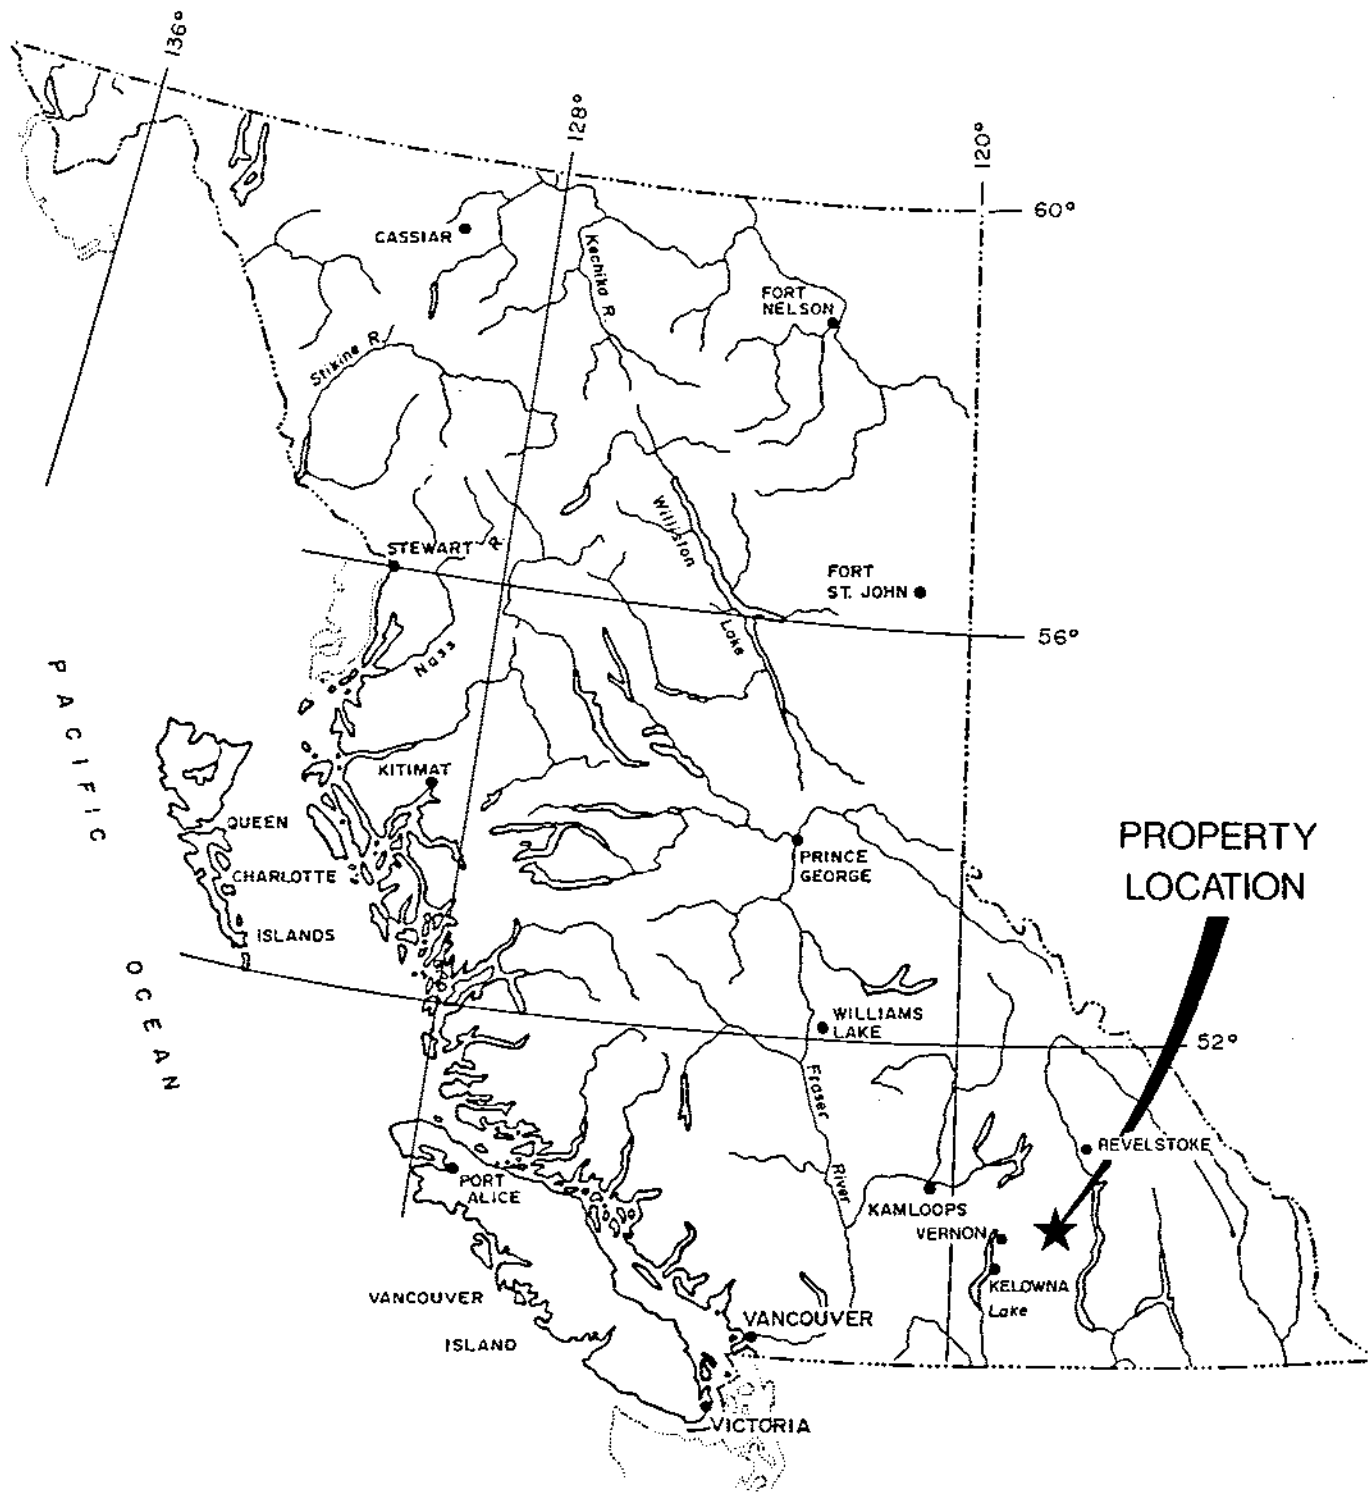 136°
128°
120°
60°
CASSIAR
Kechika R.
FORT
NELSON
Stikine R.
Williston
STEWART
R.
FORT
ST. JOHN
56°
Lake
Nass
PACIFIC
KITIMAT
QUEEN
CHARLOTTE
ISLANDS
PRINCE
GEORGE
PROPERTY
LOCATION
OCEAN
WILLIAMS
LAKE
52°
Fraser
River
REVELSTOKE
PORT
ALICE
KAMLOOPS
VERNON
KELOWNA
Lake
VANCOUVER
ISLAND
VANCOUVER
VICTORIA